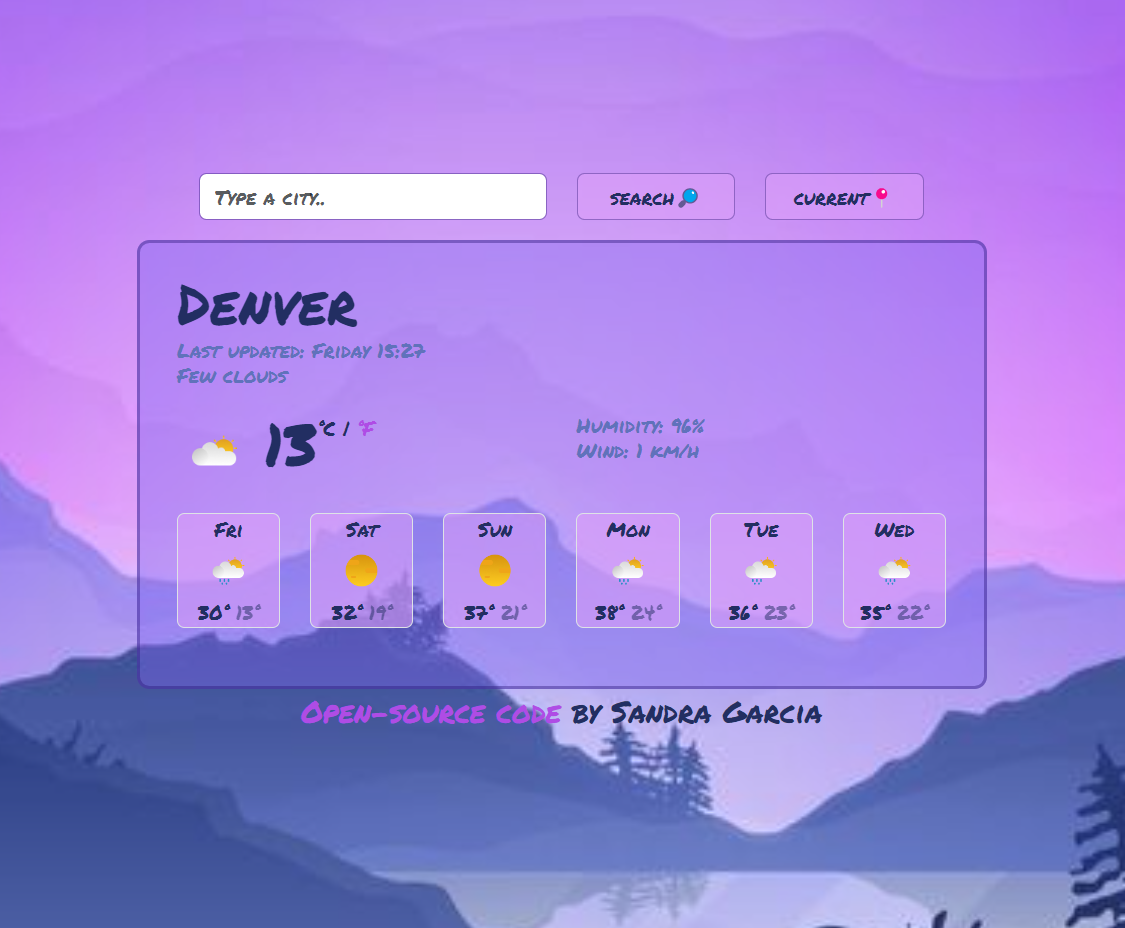 Type a city..
SEARCH
CURRENT
Denver
Last updated: Friday 15:27
Few clouds
13 °C / °F
Humidity: 96%
Wind: 1 km/h
Fri Sat Sun Mon Tue Wed
30° 13° 32° 19° 37° 21° 38° 24° 36° 23° 35° 22°
Open-source code by Sandra Garcia